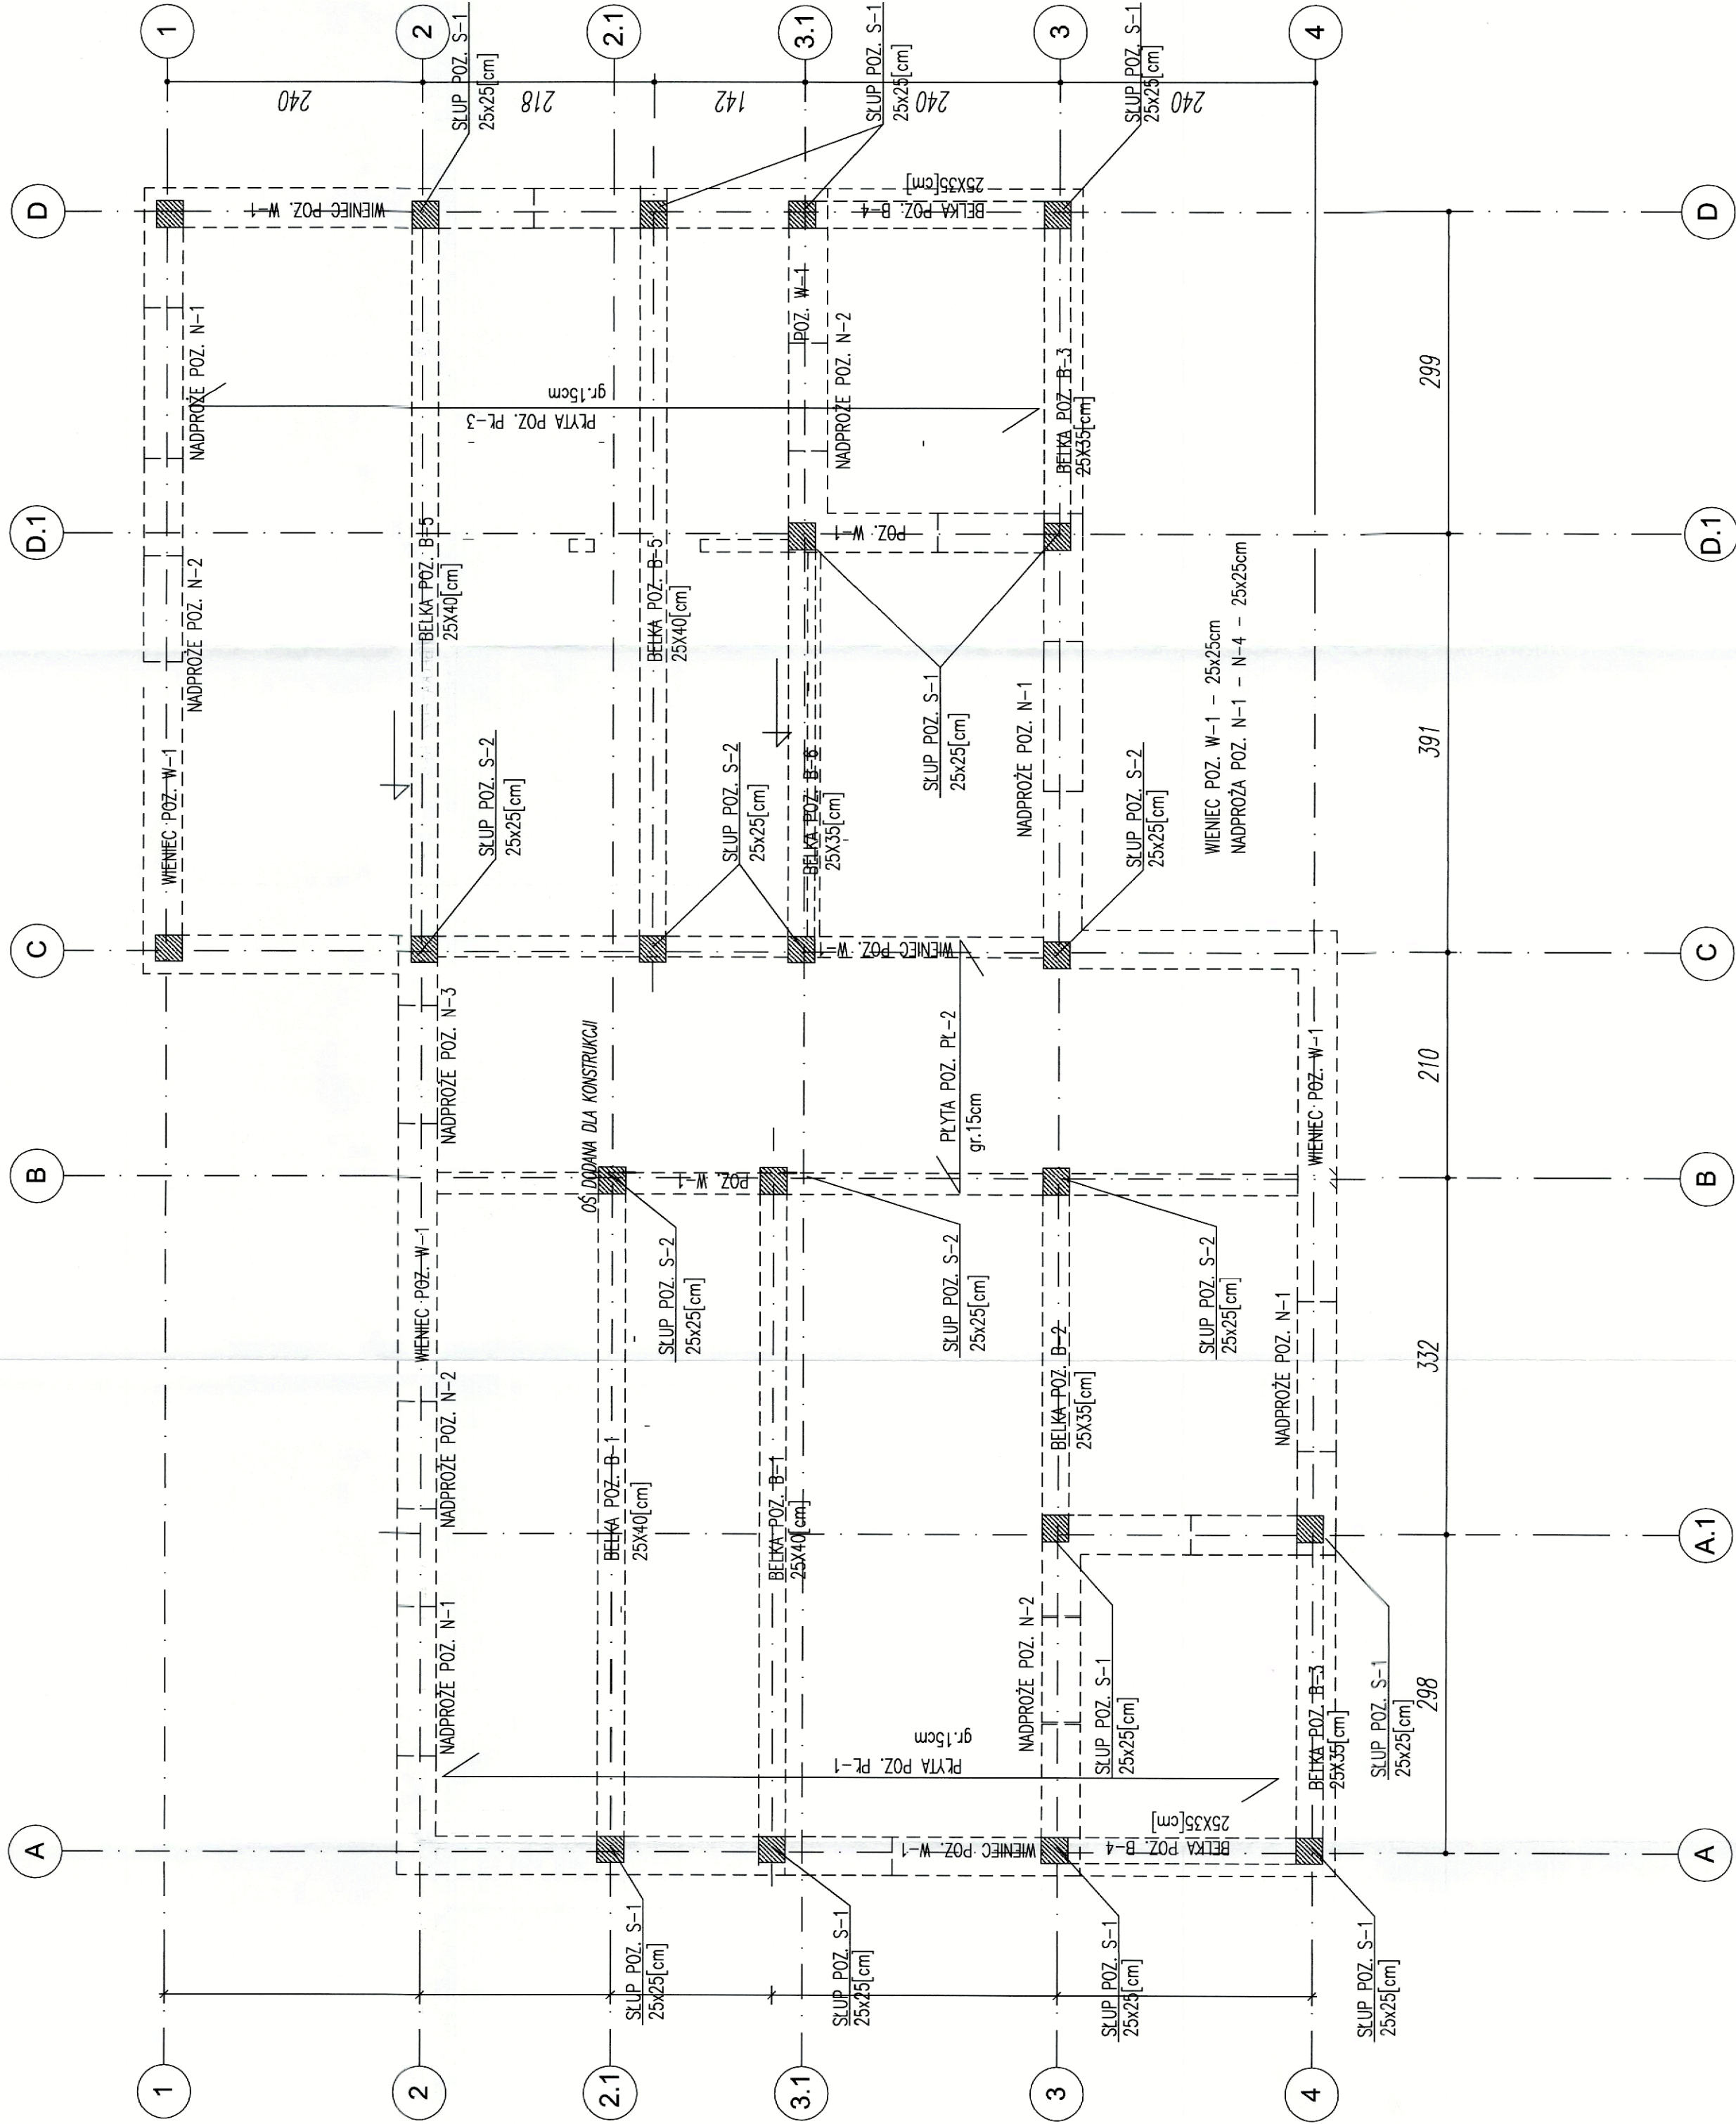 1
2
2.1
3.1
3
4
240
218
142
240
240
SŁUP POZ. S-1
25x25[cm]
SŁUP POZ. S-1
25x25[cm]
SŁUP POZ. S-1
25x25[cm]
D
D
WIENIEC POZ. W-1
BELKA POZ. B-4
25X35[cm]
NADPROŻE POZ. N-1
POZ. W-1
NADPROŻE POZ. N-2
BELKA POZ. B-3
25X35[cm]
299
PŁYTA POZ. PŁ-3
gr.15cm
D.1
D.1
NADPROŻE POZ. N-2
BELKA POZ. B-5
25X40[cm]
BELKA POZ. B-5
25X40[cm]
POZ. W-1
WIENIEC POZ. W-1 - 25x25cm
NADPROŻA POZ. N-1 - N-4 - 25x25cm
WIENIEC POZ. W-1
SŁUP POZ. S-2
25x25[cm]
SŁUP POZ. S-2
25x25[cm]
BELKA POZ. B-6
25X35[cm]
SŁUP POZ. S-1
25x25[cm]
NADPROŻE POZ. N-1
SŁUP POZ. S-2
25x25[cm]
391
C
C
WIENIEC POZ. W-1
NADPROŻE POZ. N-3
OŚ DODANA DLA KONSTRUKCJI
PŁYTA POZ. PŁ-2
gr.15cm
WIENIEC POZ. W-1
210
B
B
POZ. W-1
WIENIEC POZ. W-1
SŁUP POZ. S-2
25x25[cm]
SŁUP POZ. S-2
25x25[cm]
SŁUP POZ. S-2
25x25[cm]
NADPROŻE POZ. N-2
BELKA POZ. B-1
25X40[cm]
BELKA POZ. B-1
25X40[cm]
BELKA POZ. B-2
25X35[cm]
NADPROŻE POZ. N-1
332
A.1
NADPROŻE POZ. N-1
NADPROŻE POZ. N-2
SŁUP POZ. S-1
25x25[cm]
BELKA POZ. B-3
25X35[cm]
SŁUP POZ. S-1
25x25[cm]
298
PŁYTA POZ. PŁ-1
gr.15cm
A
A
WIENIEC POZ. W-1
BELKA POZ. B-4
25X35[cm]
SŁUP POZ. S-1
25x25[cm]
SŁUP POZ. S-1
25x25[cm]
SŁUP POZ. S-1
25x25[cm]
SŁUP POZ. S-1
25x25[cm]
1
2
2.1
3.1
3
4